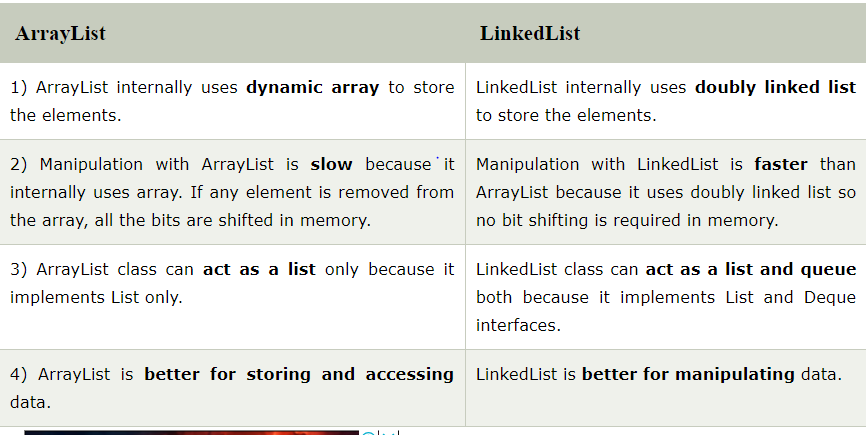 ArrayList
LinkedList
1) ArrayList internally uses dynamic array to store
the elements.
LinkedList internally uses doubly linked list
to store the elements.
2) Manipulation with ArrayList is slow because it
internally uses array. If any element is removed from
the array, all the bits are shifted in memory.
Manipulation with LinkedList is faster than
ArrayList because it uses doubly linked list so
no bit shifting is required in memory.
3) ArrayList class can act as a list only because it
implements List only.
LinkedList class can act as a list and queue
both because it implements List and Deque
interfaces.
4) ArrayList is better for storing and accessing
data.
LinkedList is better for manipulating data.